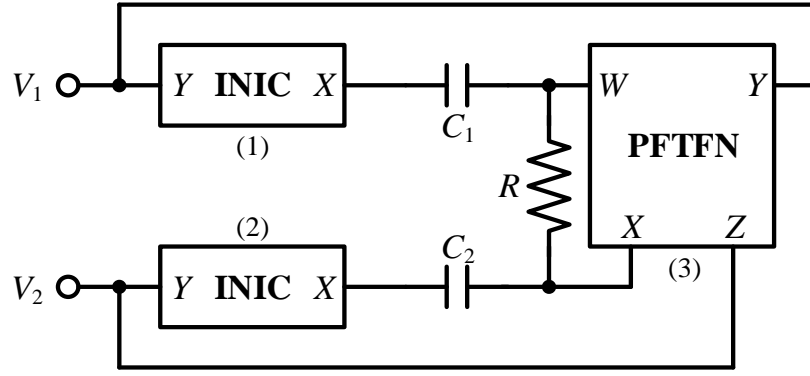 V1 Y INIC X C1 W Y
(1)
PFTFN
R
(2) X Z
V2 Y INIC X C2 (3)